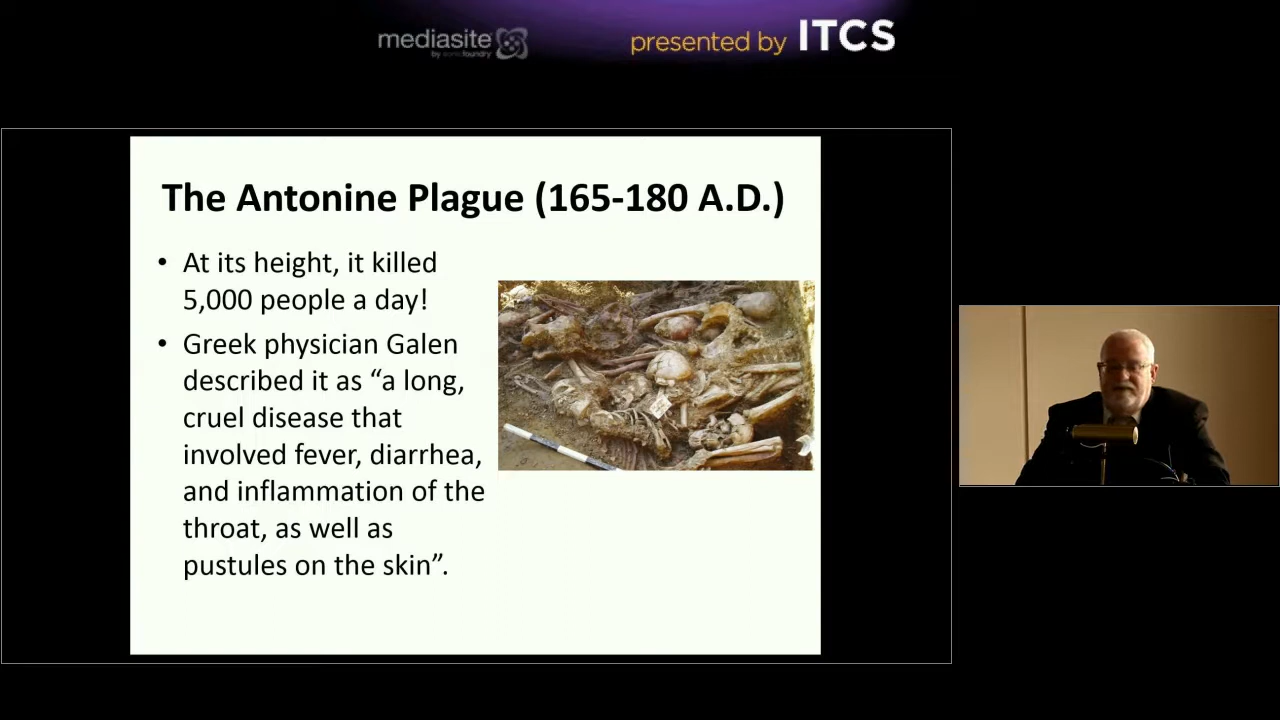 mediasite
by sonicfoundry
presented by ITCS
The Antonine Plague (165-180 A.D.)
• At its height, it killed
5,000 people a day!
• Greek physician Galen
described it as “a long,
cruel disease that
involved fever, diarrhea,
and inflammation of the
throat, as well as
pustules on the skin”.